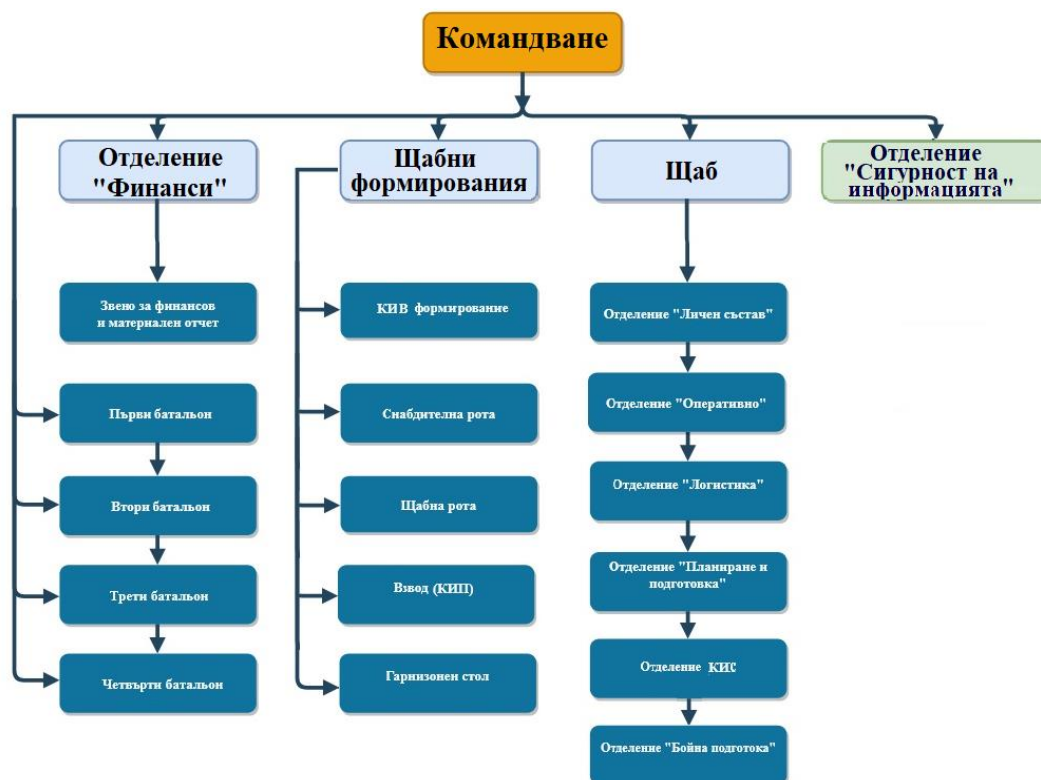 Командване
Отделение
"Финанси"
Щабни
формирования
Щаб
Отделение
"Сигурност на
информацията"
Звено за финансов
и материален отчет
КИВ формирование
Отделение "Личен състав"
Първи батальон
Снабдителна рота
Отделение "Оперативно"
Втори батальон
Щабна рота
Отделение "Логистика"
Трети батальон
Взвод (КИП)
Отделение "Планиране и
подготовка"
Четвърти батальон
Гарнизонен стол
Отделение КИС
Отделение "Бойна подготока"